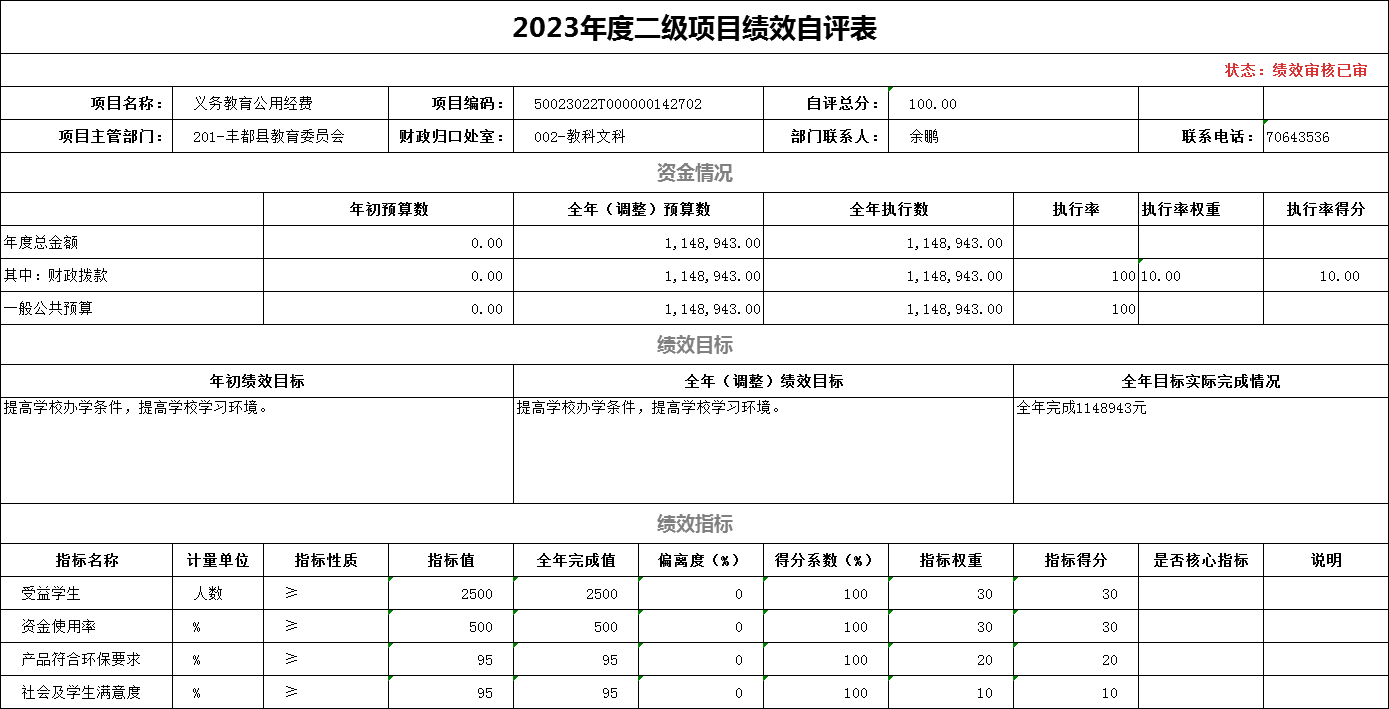 2023年度二级项目绩效自评表
状态：绩效审核已审
项目名称： 义务教育公用经费 项目编码： 50023022T000000142702 自评总分： 100.00
项目主管部门： 201-丰都县教育委员会 财政归口处室： 002-教科文科 部门联系人： 余鹏 联系电话： 70643536
资金情况
年初预算数 全年（调整）预算数 全年执行数 执行率 执行率权重 执行率得分
年度总金额 0.00 1,148,943.00 1,148,943.00
其中：财政拨款 0.00 1,148,943.00 1,148,943.00 100 10.00 10.00
一般公共预算 0.00 1,148,943.00 1,148,943.00 100
绩效目标
年初绩效目标 全年（调整）绩效目标 全年目标实际完成情况
提高学校办学条件，提高学校学习环境。 提高学校办学条件，提高学校学习环境。 全年完成1148943元
绩效指标
指标名称 计量单位 指标性质 指标值 全年完成值 偏离度（%） 得分系数（%） 指标权重 指标得分 是否核心指标 说明
受益学生 人数 ≥ 2500 2500 0 100 30 30
资金使用率 % ≥ 500 500 0 100 30 30
产品符合环保要求 % ≥ 95 95 0 100 20 20
社会及学生满意度 % ≥ 95 95 0 100 10 10